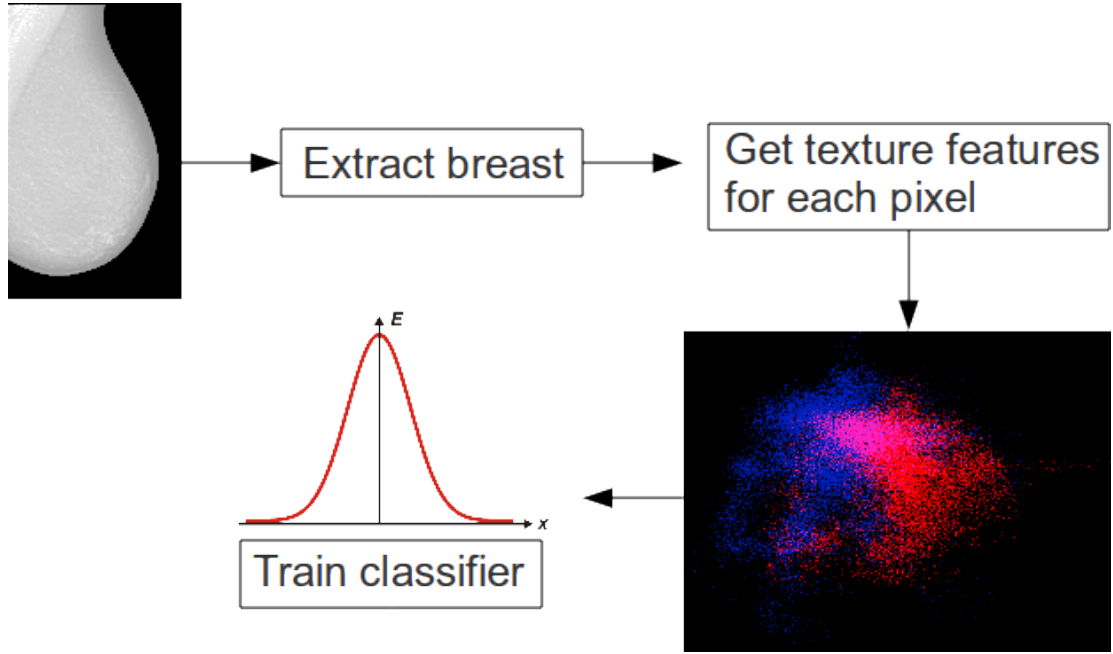 Extract breast
Get texture features
for each pixel
E
x
Train classifier